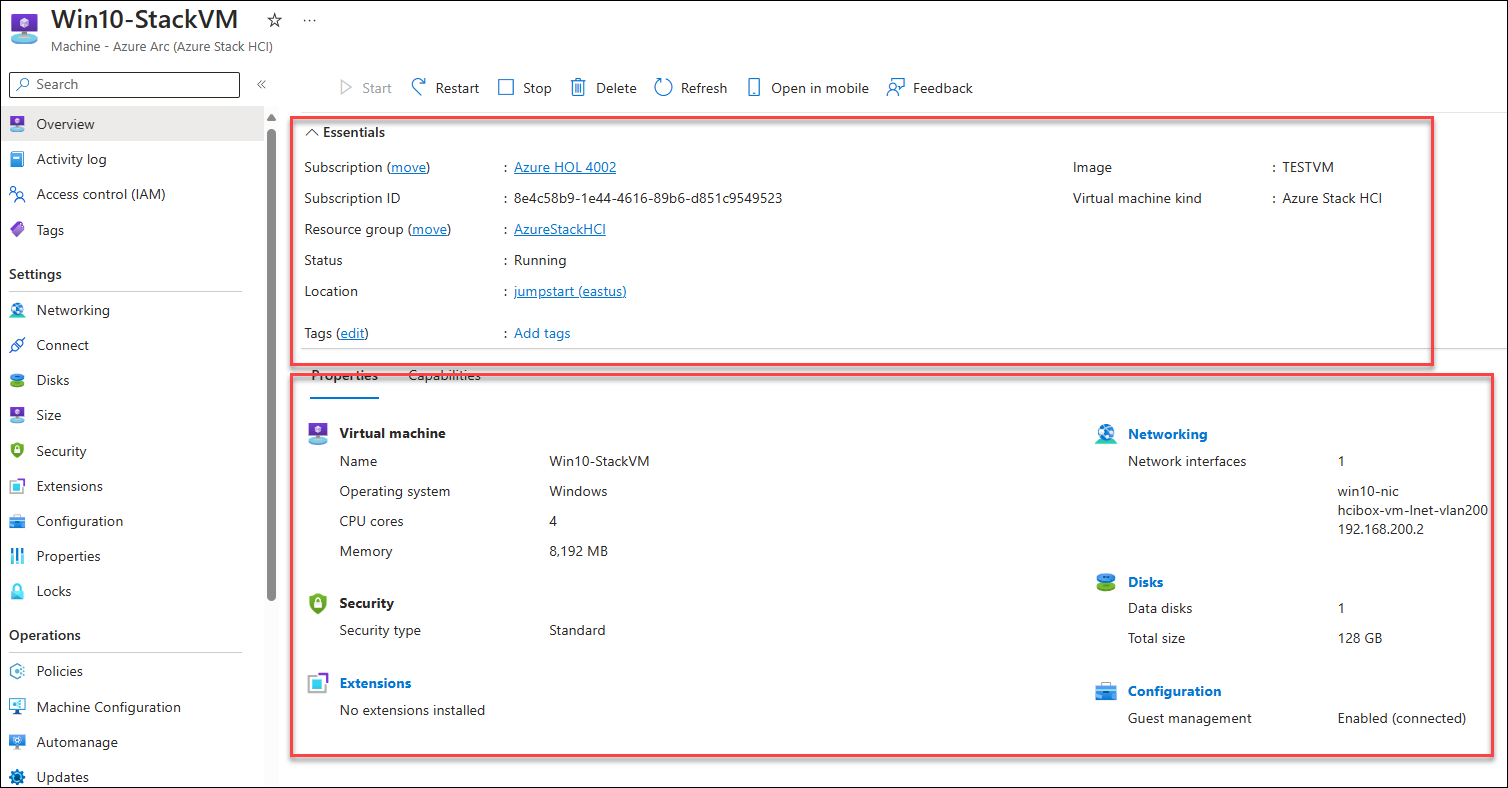 Win10-StackVM
Machine - Azure Arc (Azure Stack HCI)
Search
Start Restart Stop Delete Refresh Open in mobile Feedback
Overview
Activity log
Access control (IAM)
Tags
Settings
Networking
Connect
Disks
Size
Security
Extensions
Configuration
Properties
Locks
Operations
Policies
Machine Configuration
Automanage
Updates
Essentials
Subscription (move) : Azure HOL 4002
Subscription ID : 8e4c58b9-1e44-4616-89b6-d851c9549523
Resource group (move) : AzureStackHCI
Status : Running
Location : jumpstart (eastus)
Tags (edit) : Add tags
Image : TESTVM
Virtual machine kind : Azure Stack HCI
Properties Capabilities
Virtual machine
Name Win10-StackVM
Operating system Windows
CPU cores 4
Memory 8,192 MB
Security
Security type Standard
Extensions
No extensions installed
Networking
Network interfaces 1
win10-nic
hcibox-vm-lnet-vlan200
192.168.200.2
Disks
Data disks 1
Total size 128 GB
Configuration
Guest management Enabled (connected)